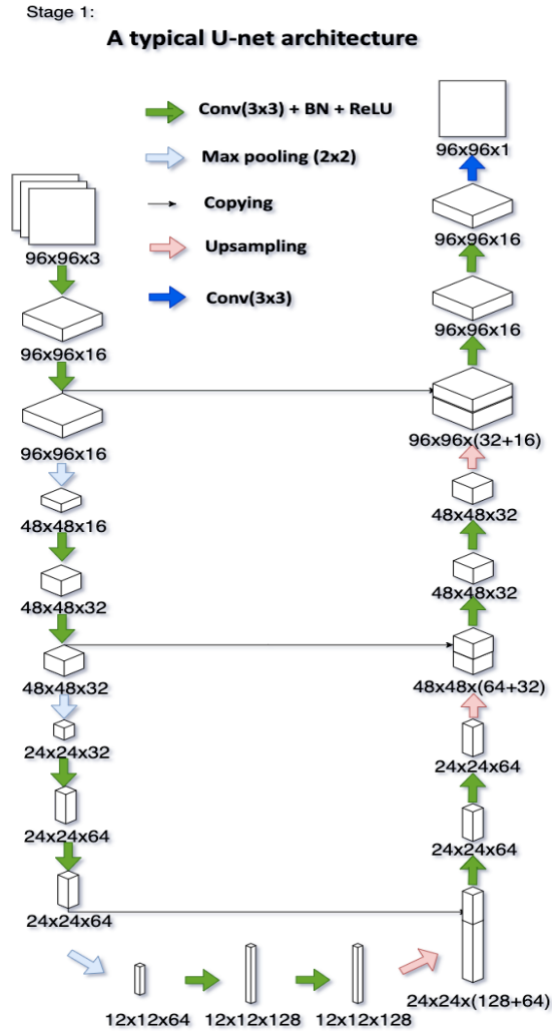 Stage 1:
A typical U-net architecture
Conv(3x3) + BN + ReLU
Max pooling (2x2)
Copying
Upsampling
Conv(3x3)
96x96x3
96x96x16
96x96x16
48x48x16
48x48x32
48x48x32
24x24x32
24x24x64
24x24x64
12x12x64
12x12x128
12x12x128
96x96x1
96x96x16
96x96x16
96x96x(32+16)
48x48x32
48x48x32
48x48x(64+32)
24x24x64
24x24x64
24x24x(128+64)